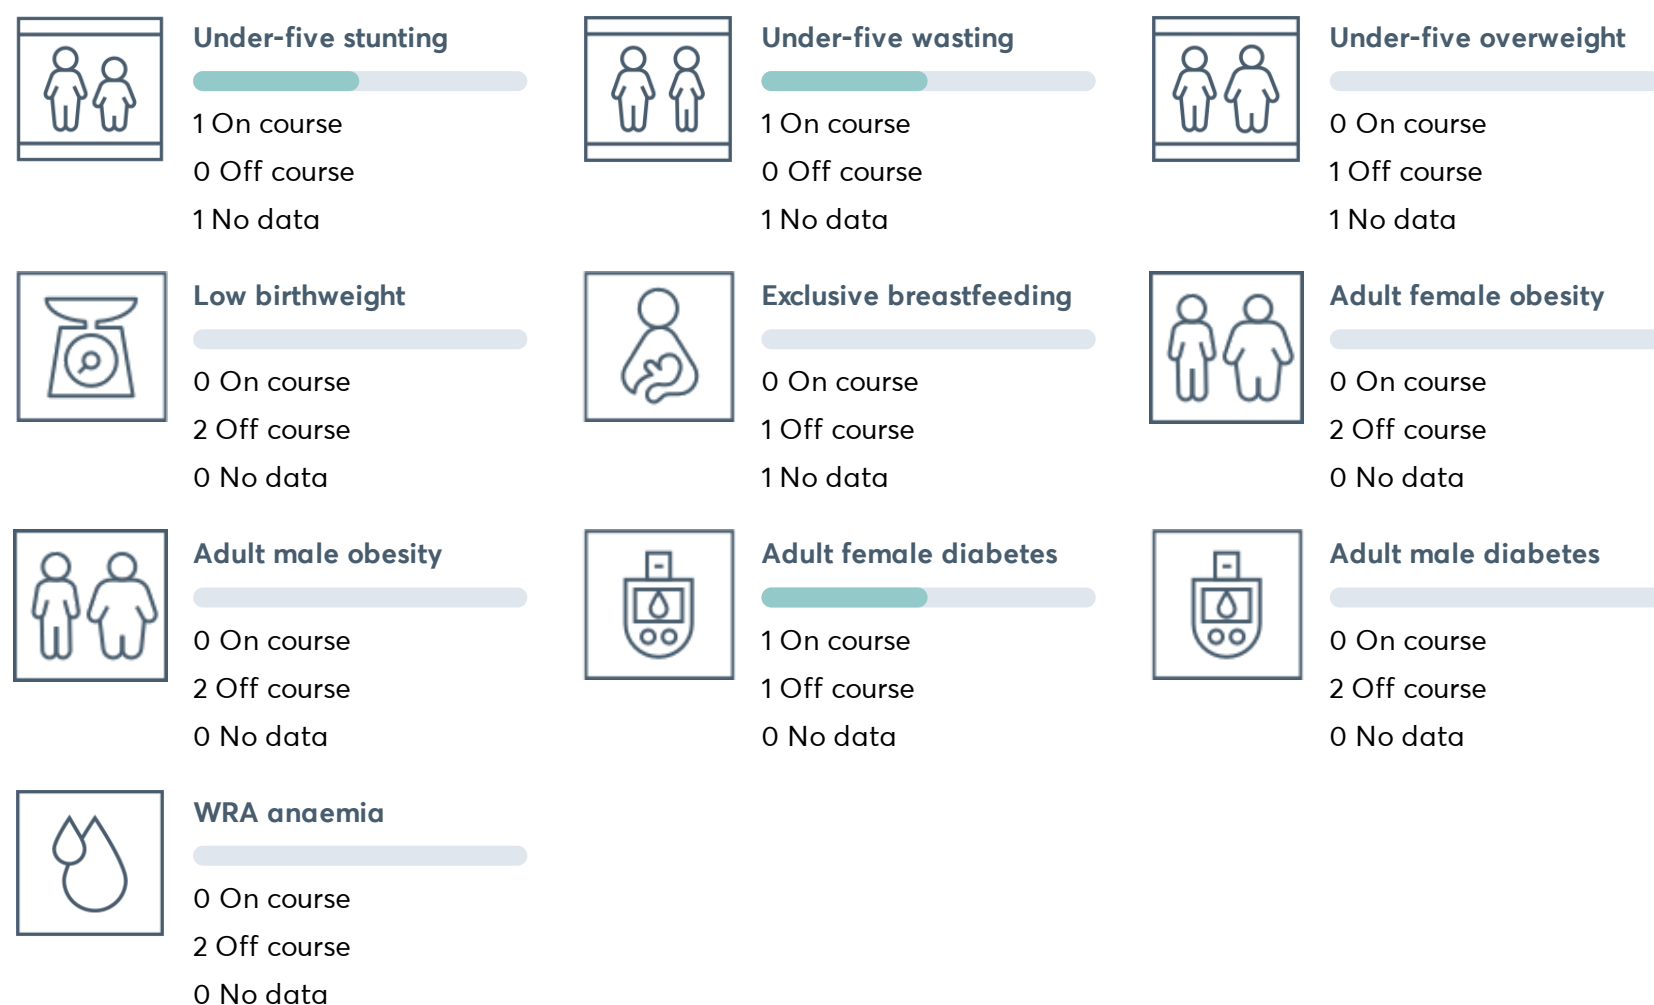 Under-five stunting
1 On course
0 Off course
1 No data
Under-five wasting
1 On course
0 Off course
1 No data
Under-five overweight
0 On course
1 Off course
1 No data
Low birthweight
0 On course
2 Off course
0 No data
Exclusive breastfeeding
0 On course
1 Off course
1 No data
Adult female obesity
0 On course
2 Off course
0 No data
Adult male obesity
0 On course
2 Off course
0 No data
Adult female diabetes
1 On course
1 Off course
0 No data
Adult male diabetes
0 On course
2 Off course
0 No data
WRA anaemia
0 On course
2 Off course
0 No data